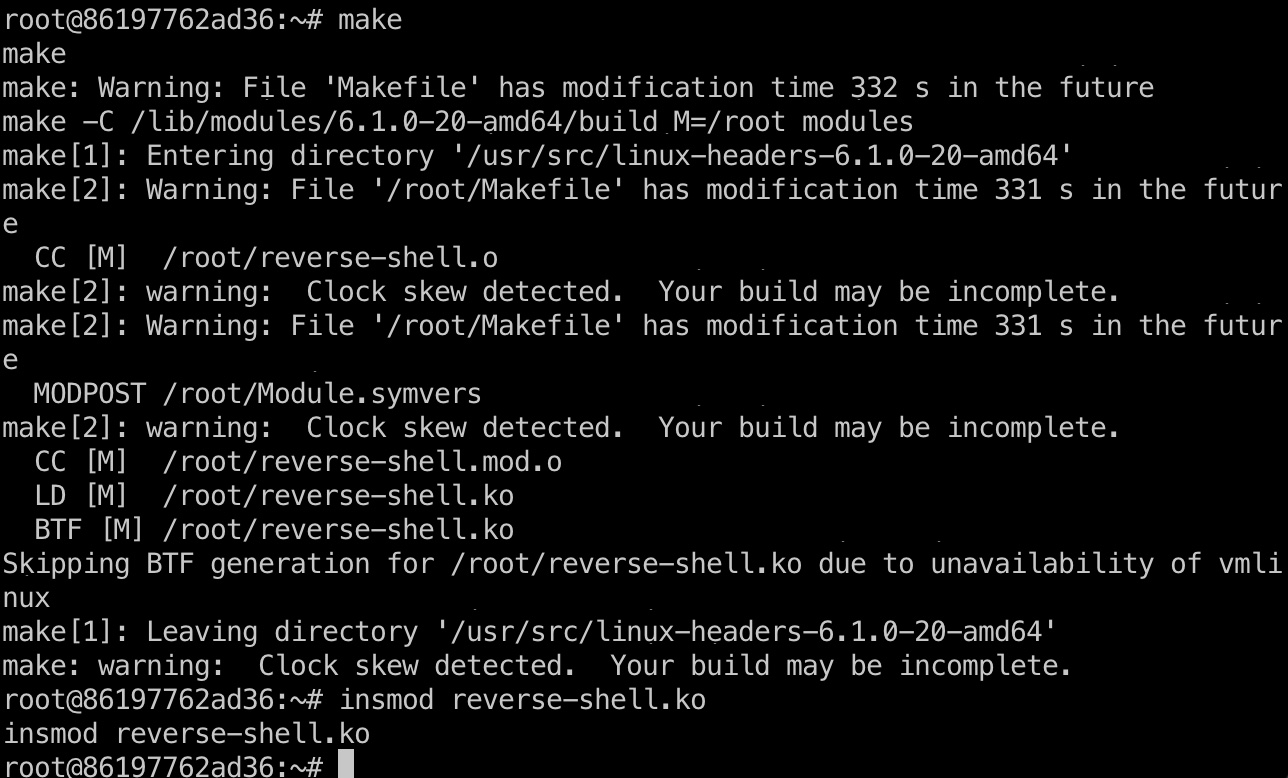 root@86197762ad36:~# make
make
make: Warning: File 'Makefile' has modification time 332 s in the future
make -C /lib/modules/6.1.0-20-amd64/build M=/root modules
make[1]: Entering directory '/usr/src/linux-headers-6.1.0-20-amd64'
make[2]: Warning: File '/root/Makefile' has modification time 331 s in the futur
e
  CC [M]  /root/reverse-shell.o
make[2]: warning:  Clock skew detected.  Your build may be incomplete.
make[2]: Warning: File '/root/Makefile' has modification time 331 s in the futur
e
  MODPOST /root/Module.symvers
make[2]: warning:  Clock skew detected.  Your build may be incomplete.
  CC [M]  /root/reverse-shell.mod.o
  LD [M]  /root/reverse-shell.ko
  BTF [M] /root/reverse-shell.ko
Skipping BTF generation for /root/reverse-shell.ko due to unavailability of vmli
nux
make[1]: Leaving directory '/usr/src/linux-headers-6.1.0-20-amd64'
make: warning:  Clock skew detected.  Your build may be incomplete.
root@86197762ad36:~# insmod reverse-shell.ko
insmod reverse-shell.ko
root@86197762ad36:~#